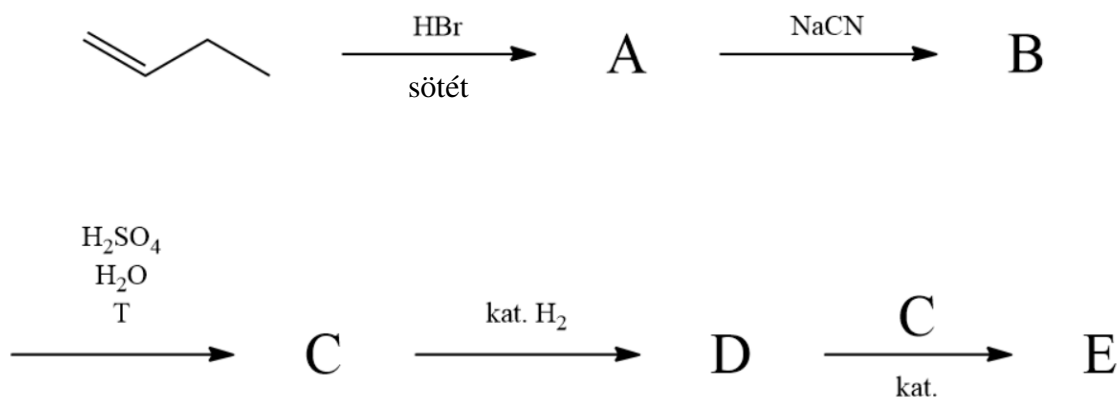 HBr
sötét
A
NaCN
B
H₂SO₄
H₂O
T
C
kat. H₂
D
C
kat.
E